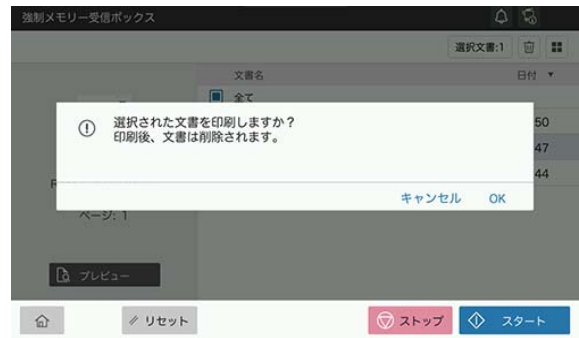 強制メモリー受信ボックス
選択文書:1
文書名
日付 ▼
全て
選択された文書を印刷しますか？
印刷後、文書は削除されます。
50
47
44
R
キャンセル
OK
ページ: 1
プレビュー
リセット
ストップ
スタート